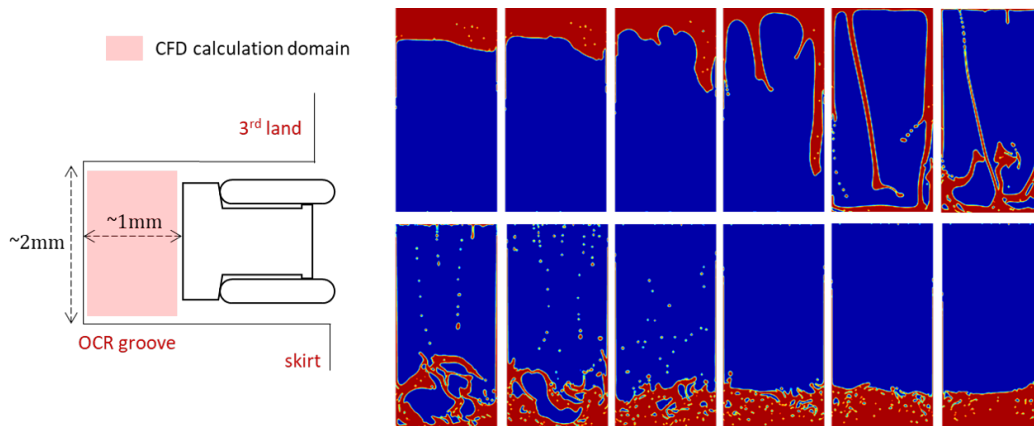 CFD calculation domain
3rd land
~1mm
~2mm
OCR groove
skirt